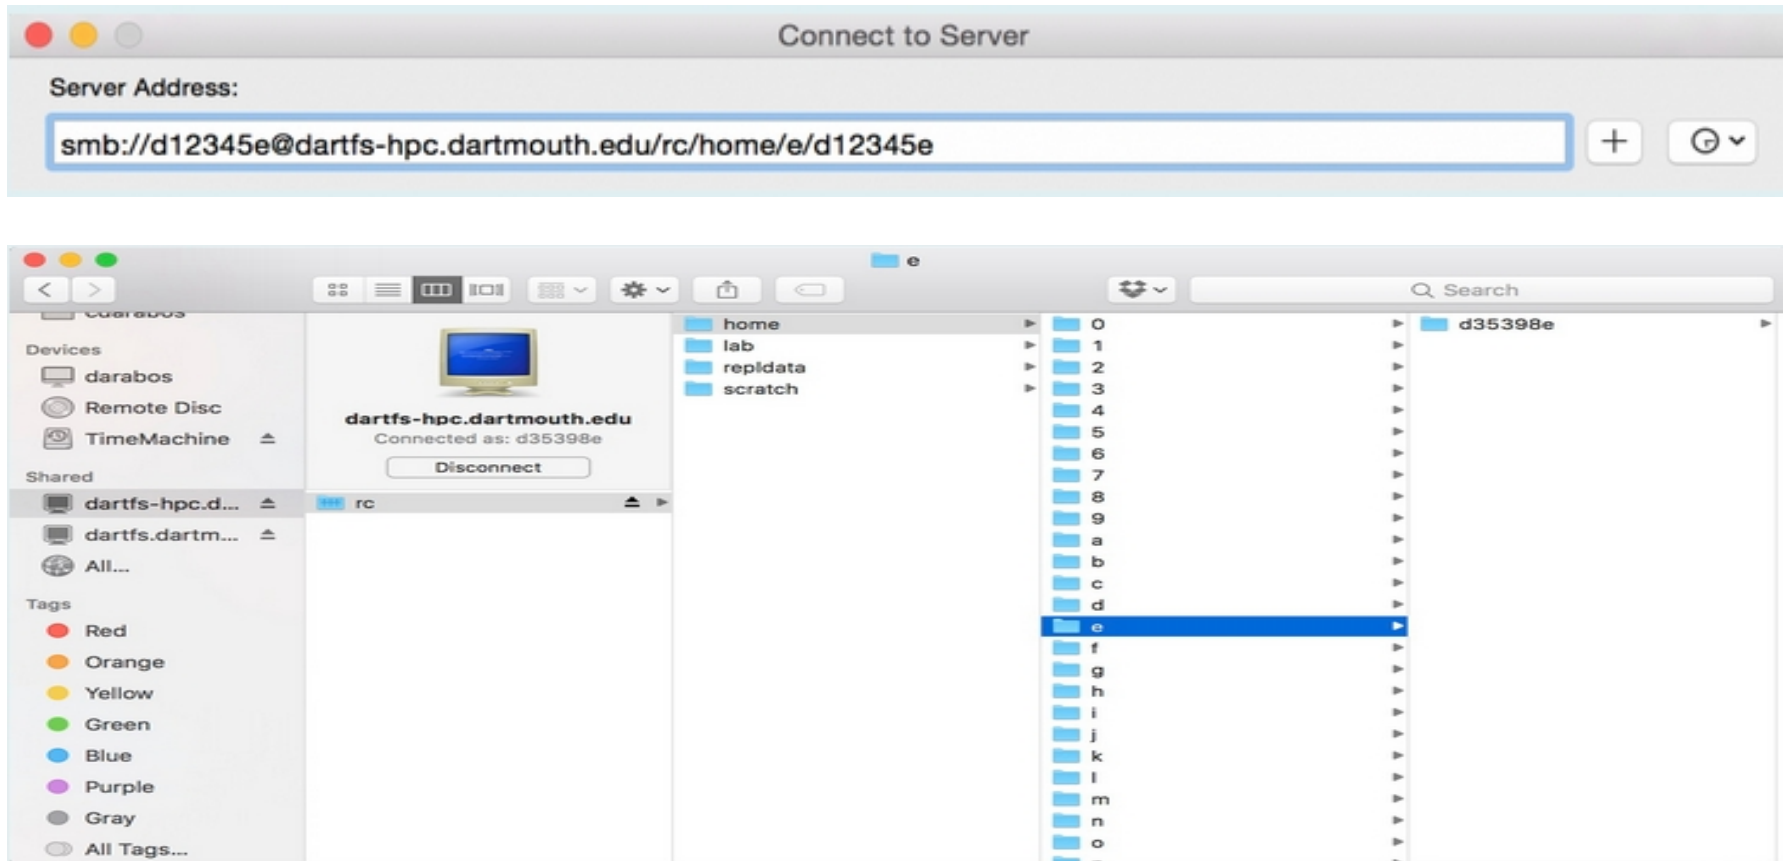 Connect to Server
Server Address:
smb://d12345e@dartfs-hpc.dartmouth.edu/rc/home/e/d12345e
e
Search
Devices
darabos
Remote Disc
TimeMachine
Shared
dartfs-hpc.d...
dartfs.dartm...
All...
Tags
Red
Orange
Yellow
Green
Blue
Purple
Gray
All Tags...
dartfs-hpc.dartmouth.edu
Connected as: d35398e
Disconnect
rc
home
lab
repldata
scratch
0
1
2
3
4
5
6
7
8
9
a
b
c
d
e
f
g
h
i
j
k
l
m
n
o
d35398e